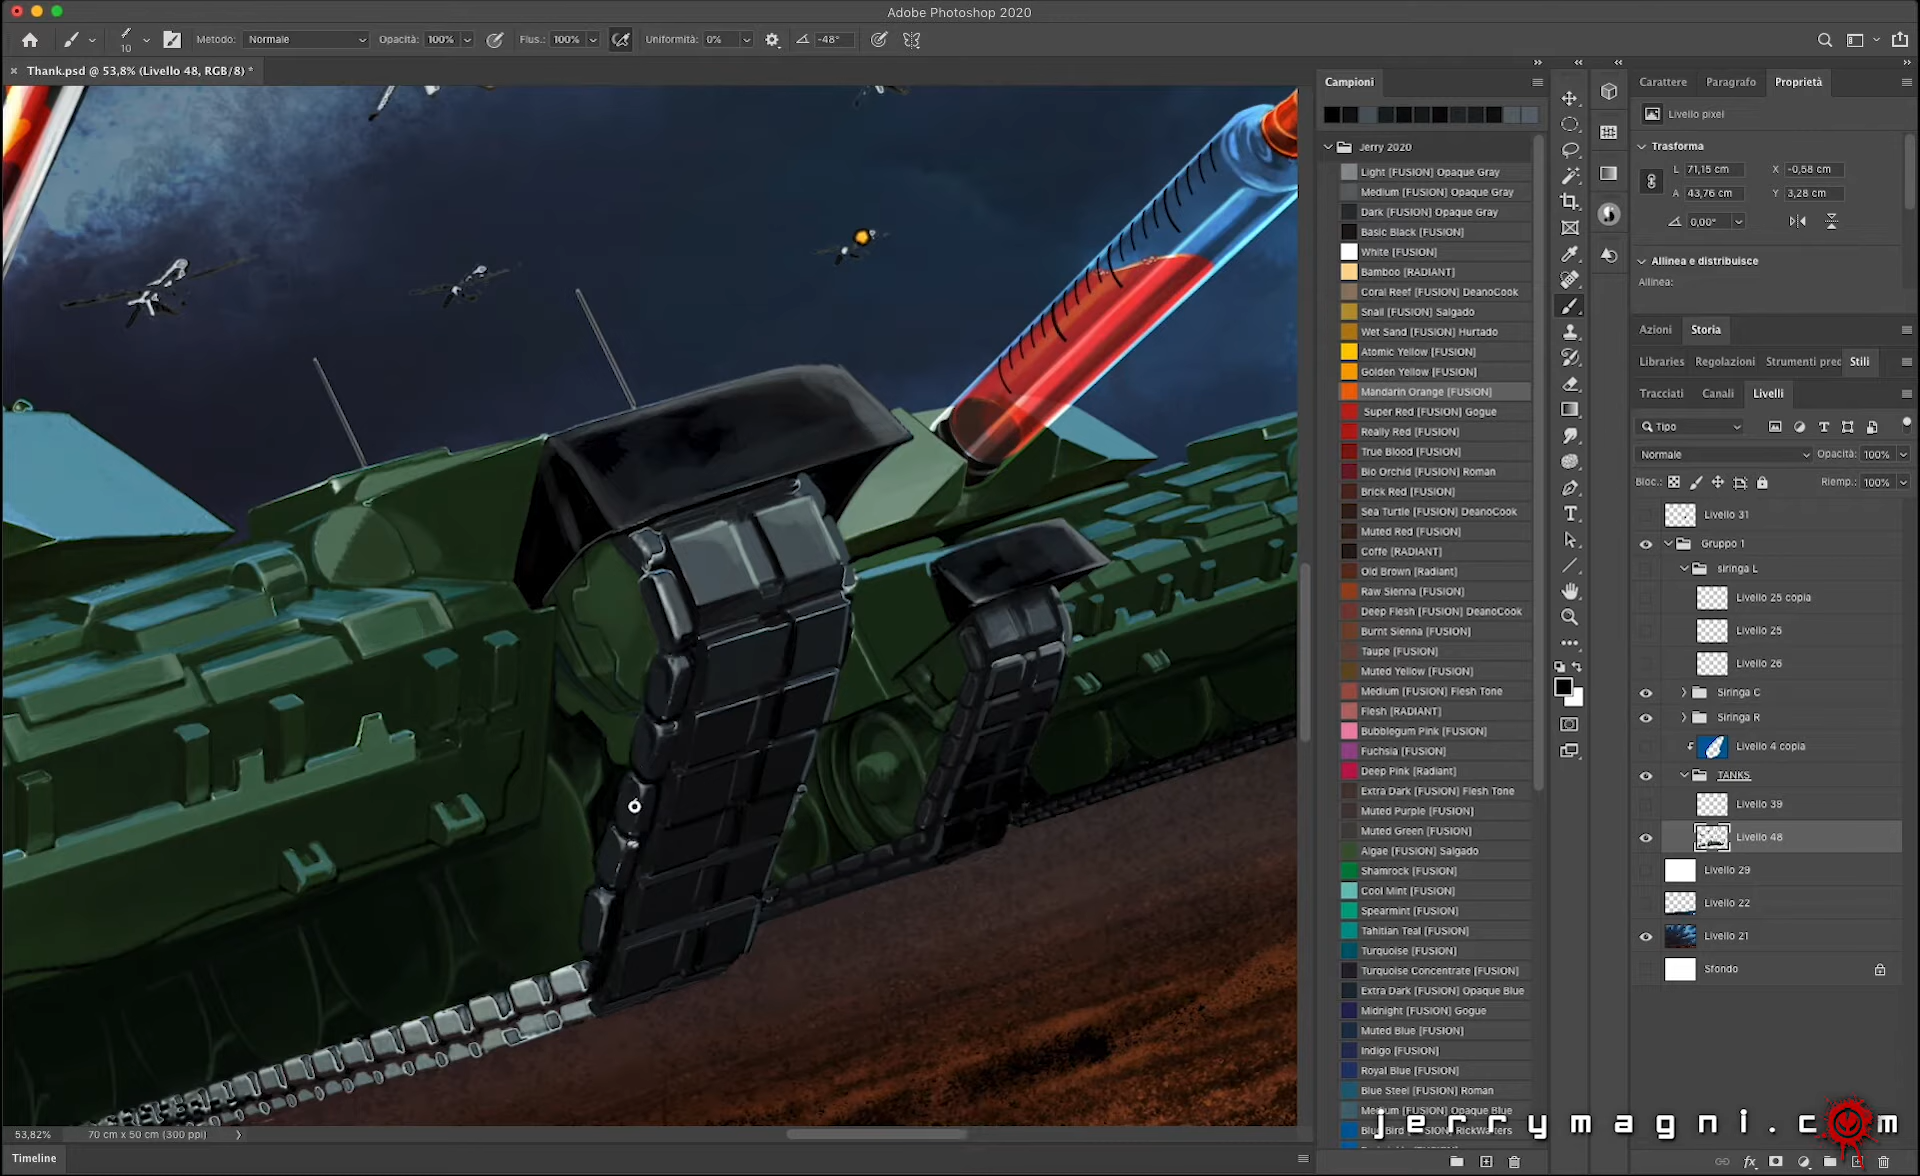 Adobe Photoshop 2020
10
Metodo: Normale
Opacità: 100%
Flus.: 100%
Uniformità: 0%
-48°
Thank.psd @ 53,8% (Livello 48, RGB/8) *
Campioni
Jerry 2020
Light [FUSION] Opaque Gray
Medium [FUSION] Opaque Gray
Dark [FUSION] Opaque Gray
Basic Black [FUSION]
White [FUSION]
Bamboo [RADIANT]
Coral Reef [FUSION] DeanoCook
Snail [FUSION] Salgado
Wet Sand [FUSION] Hurtado
Atomic Yellow [FUSION]
Golden Yellow [FUSION]
Mandarin Orange [FUSION]
Super Red [FUSION] Gogue
Really Red [FUSION]
True Blood [FUSION]
Bio Orchid [FUSION] Roman
Brick Red [FUSION]
Sea Turtle [FUSION] DeanoCook
Muted Red [FUSION]
Coffe [RADIANT]
Old Brown [Radiant]
Raw Sienna [FUSION]
Deep Flesh [FUSION] DeanoCook
Burnt Sienna [FUSION]
Taupe [FUSION]
Muted Yellow [FUSION]
Medium [FUSION] Flesh Tone
Flesh [RADIANT]
Bubblegum Pink [FUSION]
Fuchsia [FUSION]
Deep Pink [Radiant]
Extra Dark [FUSION] Flesh Tone
Muted Purple [FUSION]
Muted Green [FUSION]
Algae [FUSION] Salgado
Shamrock [FUSION]
Cool Mint [FUSION]
Spearmint [FUSION]
Tahitian Teal [FUSION]
Turquoise [FUSION]
Turquoise Concentrate [FUSION]
Extra Dark [FUSION] Opaque Blue
Midnight [FUSION] Gogue
Muted Blue [FUSION]
Indigo [FUSION]
Royal Blue [FUSION]
Blue Steel [FUSION] Roman
Medium [FUSION] Opaque Blue
Carattere
Paragrafo
Proprietà
Livello pixel
Trasforma
L 71,15 cm
X -0,58 cm
A 43,76 cm
Y 3,28 cm
0,00°
Allinea e distribuisce
Allinea:
Azioni
Storia
Libraries
Regolazioni
Strumenti prec
Stili
Tracciati
Canali
Livelli
Tipo
Normale
Opacità: 100%
Bloc.:
Riemp.: 100%
Livello 31
Gruppo 1
siringa L
Livello 25 copia
Livello 25
Livello 26
Siringa C
Siringa R
Livello 4 copia
TANKS
Livello 39
Livello 48
Livello 29
Livello 22
Livello 21
Sfondo
jerrymagni.com
53,82%
70 cm x 50 cm (300 ppi)
Timeline